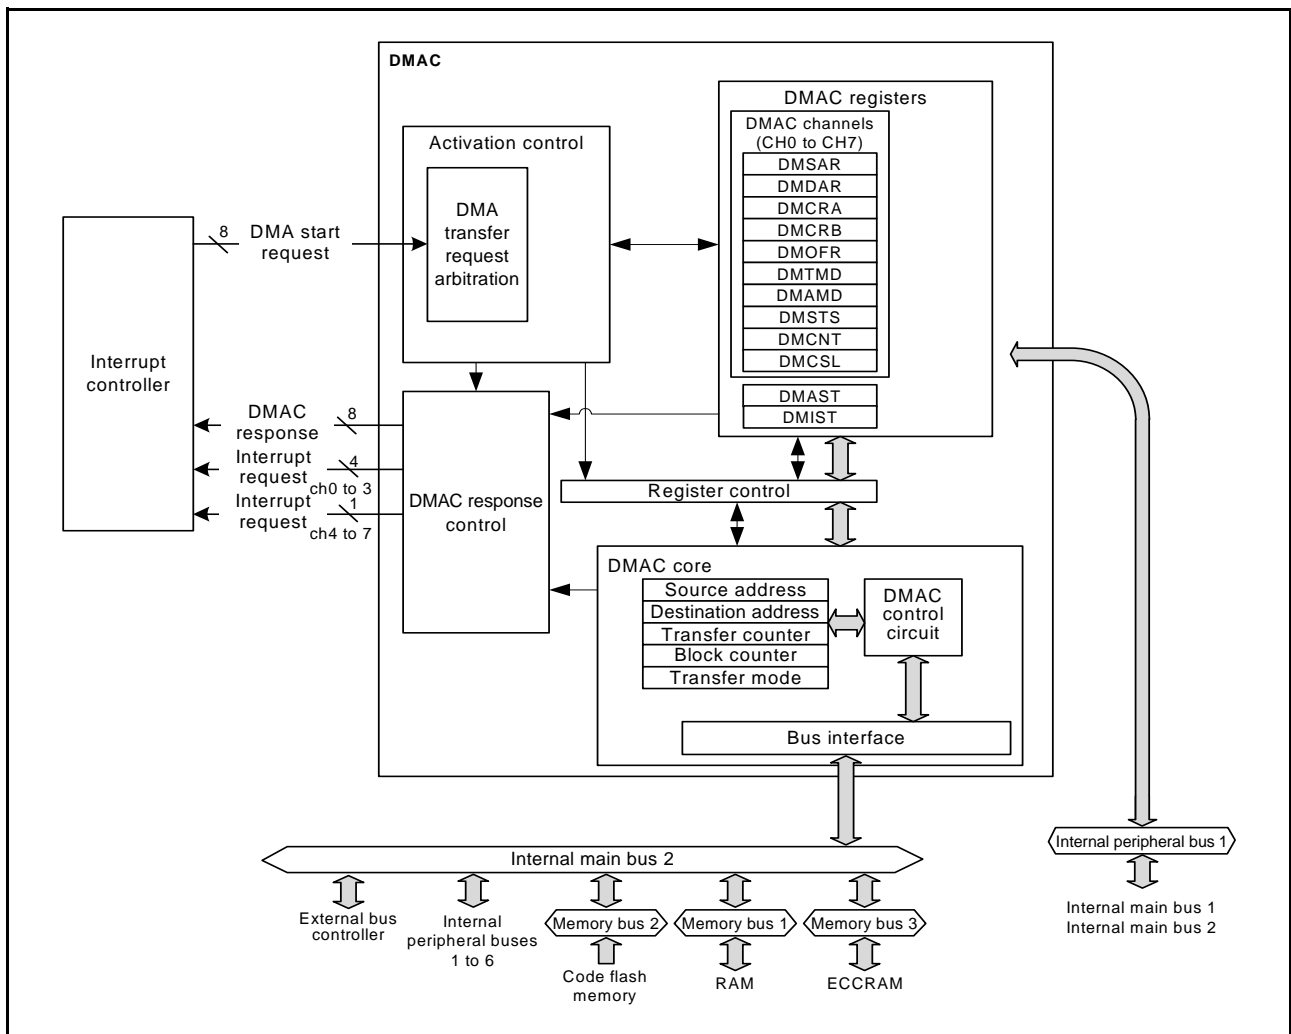 DMAC
DMAC registers
DMAC channels
(CH0 to CH7)
DMSAR
DMDAR
DMCRA
DMCRB
DMOFR
DMTMD
DMAMD
DMSTS
DMCNT
DMCSL
DMAST
DMIST
Activation control
DMA
transfer
request
arbitration
8
DMA start
request
Interrupt
controller
DMAC
response
8
Interrupt
request
4
ch0 to 3
Interrupt
request
1
ch4 to 7
DMAC response
control
Register control
DMAC core
Source address
Destination address
Transfer counter
Block counter
Transfer mode
DMAC
control
circuit
Bus interface
Internal main bus 2
Internal peripheral bus 1
External bus
controller
Internal
peripheral buses
1 to 6
Memory bus 2
Memory bus 1
Memory bus 3
Code flash
memory
RAM
ECCRAM
Internal main bus 1
Internal main bus 2